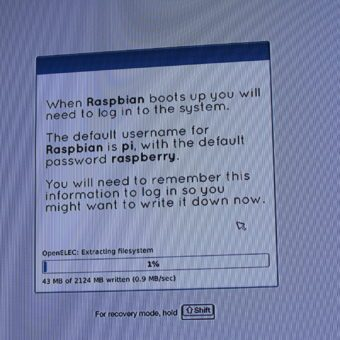 When Raspbian boots up you will
need to log in to the system.
The default username for
Raspbian is pi, with the default
password raspberry.
You will need to remember this
information to log in so you
might want to write it down now.
OpenELEC: Extracting filesystem
1%
43 MB of 2124 MB written (0.9 MB/sec)
For recovery mode, hold ⇧Shift